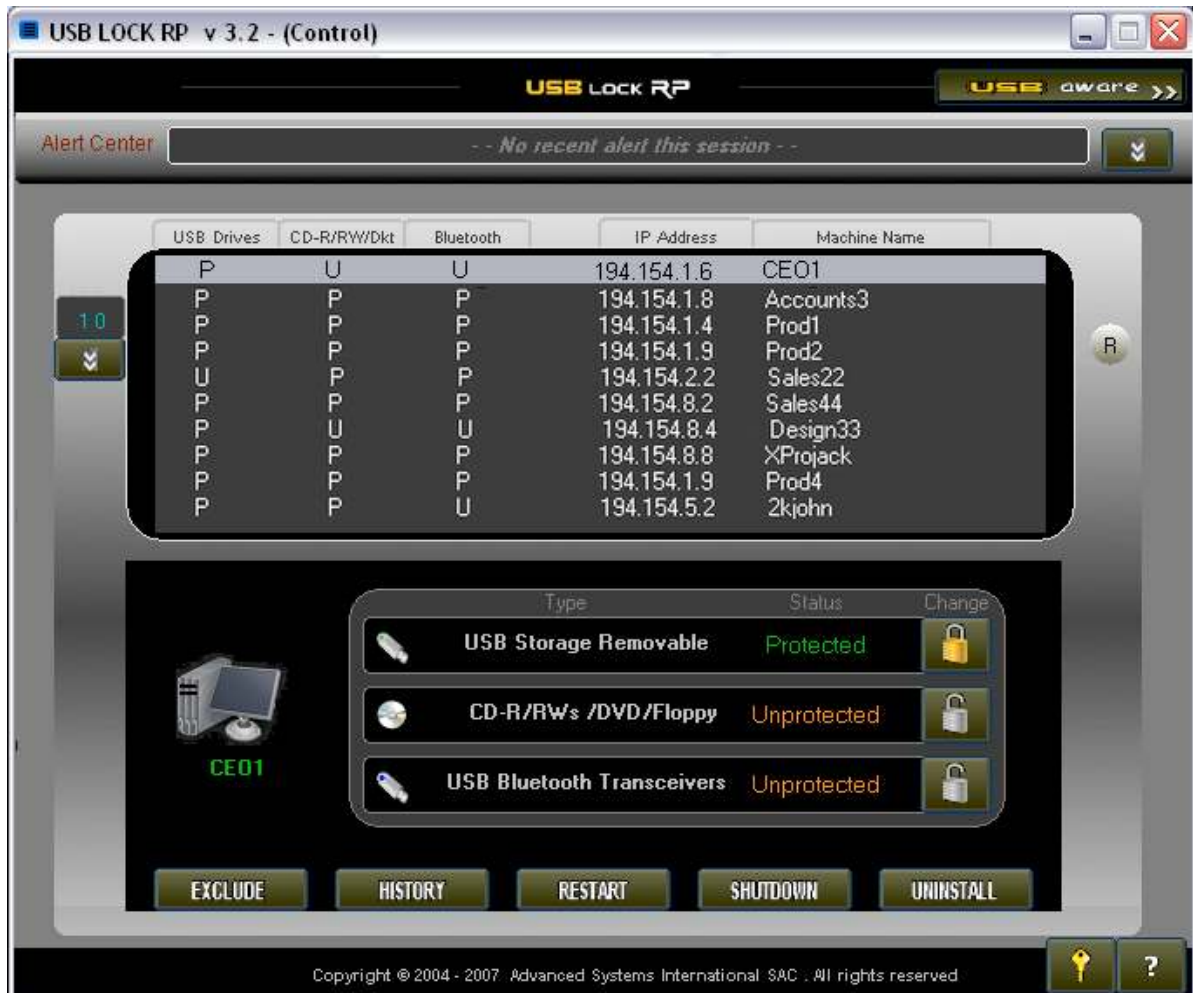 USB LOCK RP v 3.2 - (Control)
USB LOCK RP
USB aware >>
Alert Center
- - No recent alert this session - -
USB Drives CD-R/RW/Dkt Bluetooth IP Address Machine Name
P U U 194.154.1.6 CEO1
P P P 194.154.1.8 Accounts3
P P P 194.154.1.4 Prod1
P P P 194.154.1.9 Prod2
U P P 194.154.2.2 Sales22
P P P 194.154.8.2 Sales44
P U U 194.154.8.4 Design33
P P P 194.154.8.8 XProjack
P P P 194.154.1.9 Prod4
P P U 194.154.5.2 2kjohn
10
R
Type Status Change
USB Storage Removable Protected
CD-R/RWs /DVD/Floppy Unprotected
USB Bluetooth Transceivers Unprotected
CEO1
EXCLUDE HISTORY RESTART SHUTDOWN UNINSTALL
Copyright © 2004 - 2007 Advanced Systems International SAC . All rights reserved
?